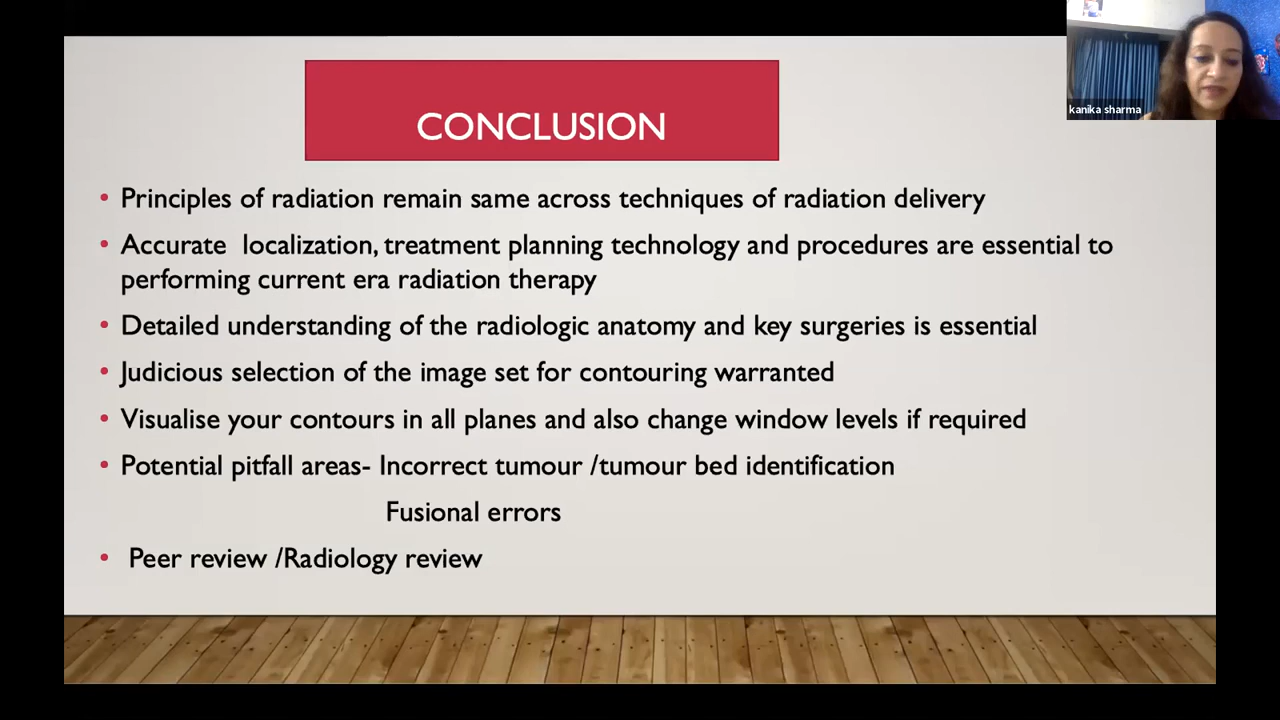 kanika sharma
CONCLUSION
• Principles of radiation remain same across techniques of radiation delivery
• Accurate  localization, treatment planning technology and procedures are essential to
performing current era radiation therapy
• Detailed understanding of the radiologic anatomy and key surgeries is essential
• Judicious selection of the image set for contouring warranted
• Visualise your contours in all planes and also change window levels if required
• Potential pitfall areas- Incorrect tumour /tumour bed identification
Fusional errors
• Peer review /Radiology review